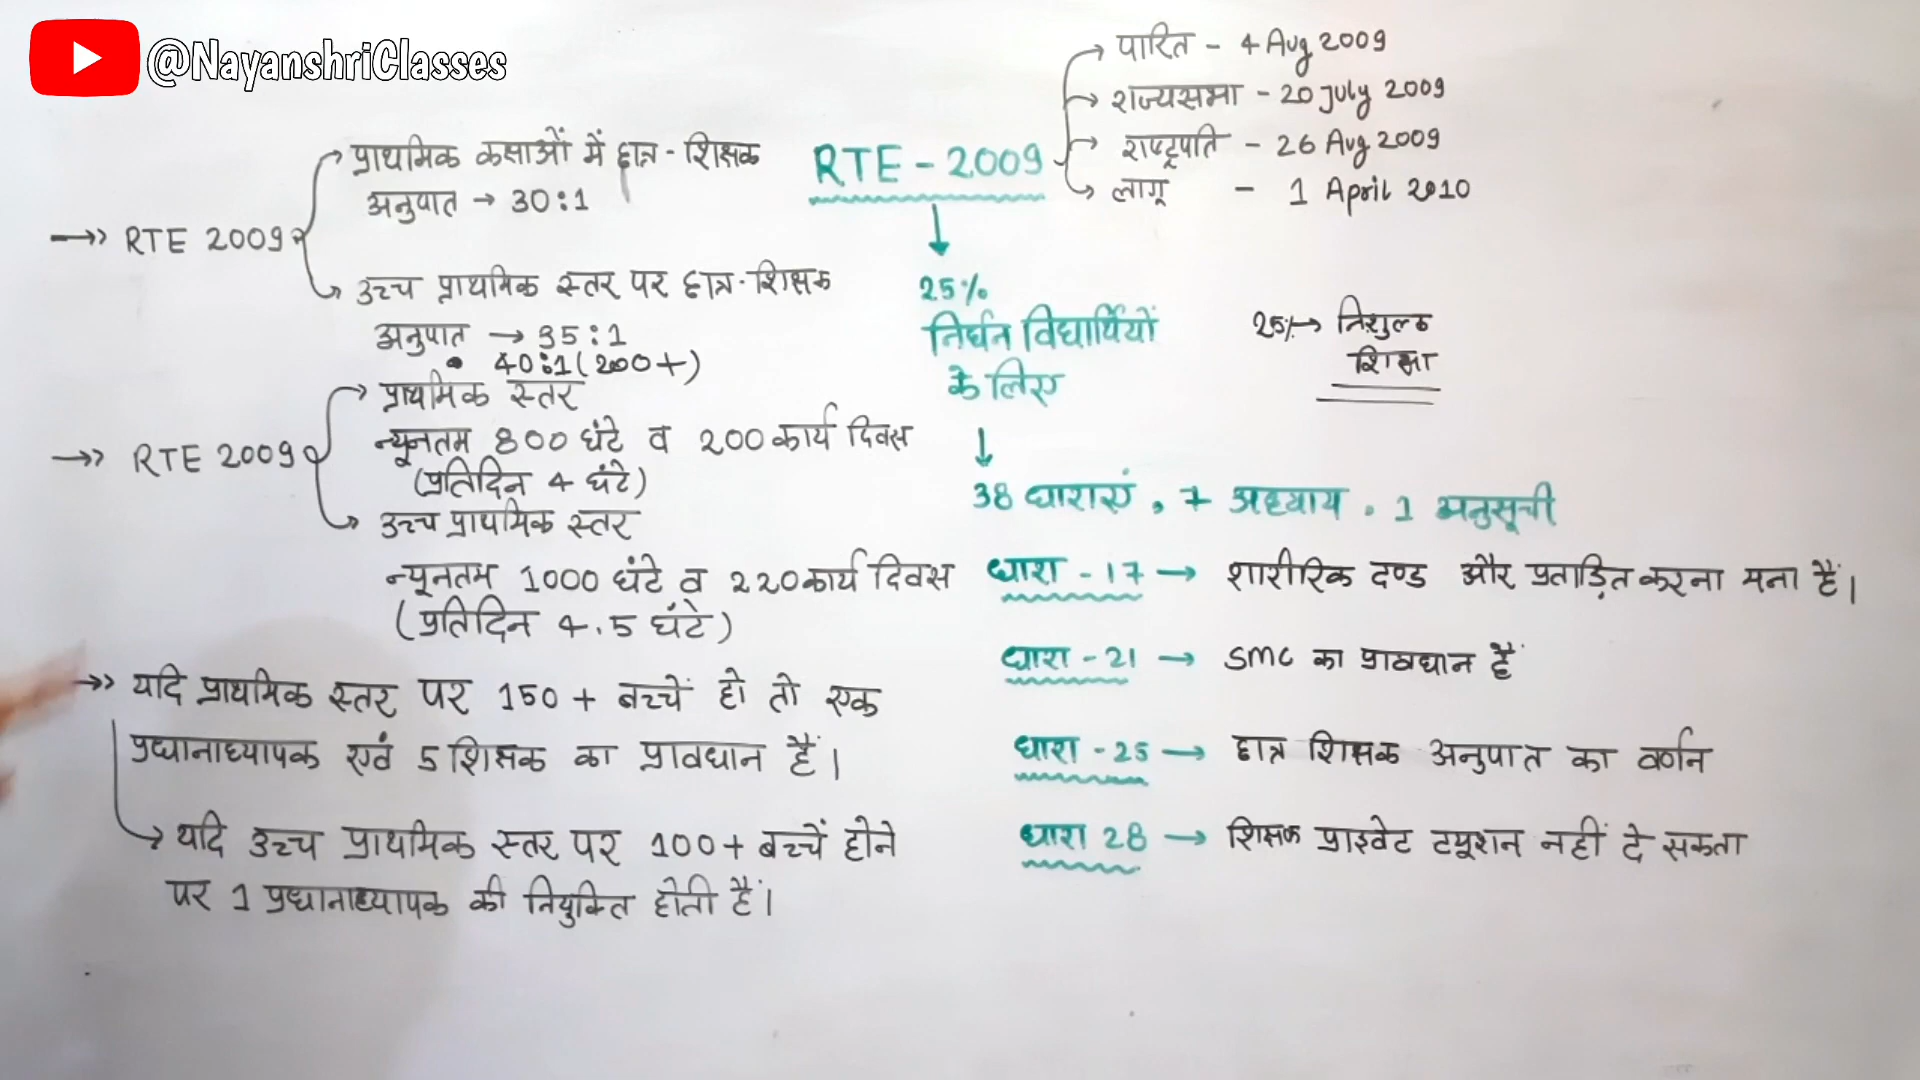 @NayanshriClasses
RTE - 2009
पारित - 4 Aug 2009
राज्यसभा - 20 July 2009
राष्ट्रपति - 26 Aug 2009
लागू - 1 April 2010
25%
निर्धन विद्यार्थियों
के लिए
25% → निशुल्क
शिक्षा
38 धाराएं, 7 अध्याय, 1 अनुसूची
धारा - 17 → शारीरिक दण्ड और प्रताड़ित करना मना है।
धारा - 21 → SMC का प्रावधान है
धारा - 25 → छात्र शिक्षक अनुपात का वर्णन
धारा 28 → शिक्षक प्राइवेट ट्यूशन नहीं दे सकता
→» RTE 2009
प्राथमिक कक्षाओं में छात्र - शिक्षक
अनुपात → 30:1
उच्च प्राथमिक स्तर पर छात्र-शिक्षक
अनुपात → 35:1
• 40:1 (200+)
→» RTE 2009
प्राथमिक स्तर
न्यूनतम 800 घंटे व 200 कार्य दिवस
(प्रतिदिन 4 घंटे)
उच्च प्राथमिक स्तर
न्यूनतम 1000 घंटे व 220 कार्य दिवस
(प्रतिदिन 4.5 घंटे)
→» यदि प्राथमिक स्तर पर 150 + बच्चें हो तो एक
प्रधानाध्यापक एवं 5 शिक्षक का प्रावधान है।
→ यदि उच्च प्राथमिक स्तर पर 100+ बच्चें होने
पर 1 प्रधानाध्यापक की नियुक्ति होती है।